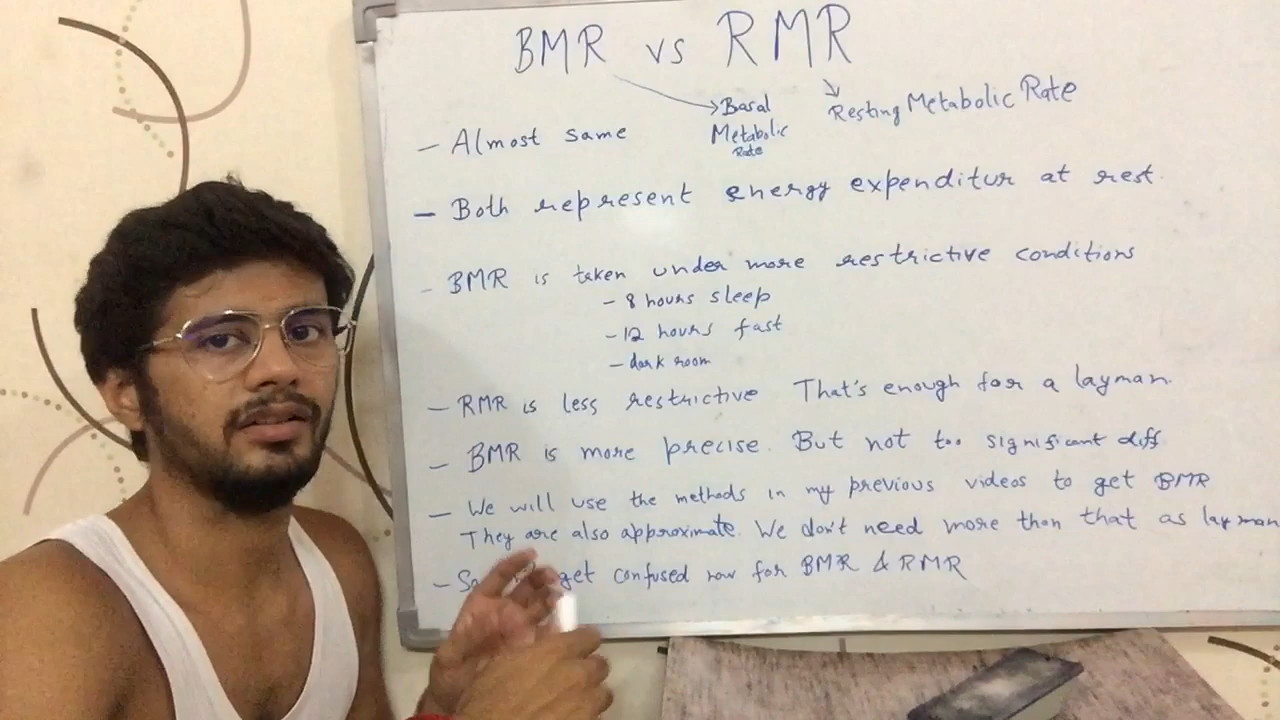 BMR vs RMR
Basal
Metabolic
Rate
Resting Metabolic Rate
– Almost same
– Both represent energy expenditur at rest.
– BMR is taken under more restrictive conditions
– 8 hours sleep
– 12 hours fast
– dark room
– RMR is less restrictive That's enough for a layman.
– BMR is more precise. But not too significant diff
– We will use the methods in my previous videos to get BMR
They are also approximate. We don't need more than that as layman
– So get confused now for BMR & RMR